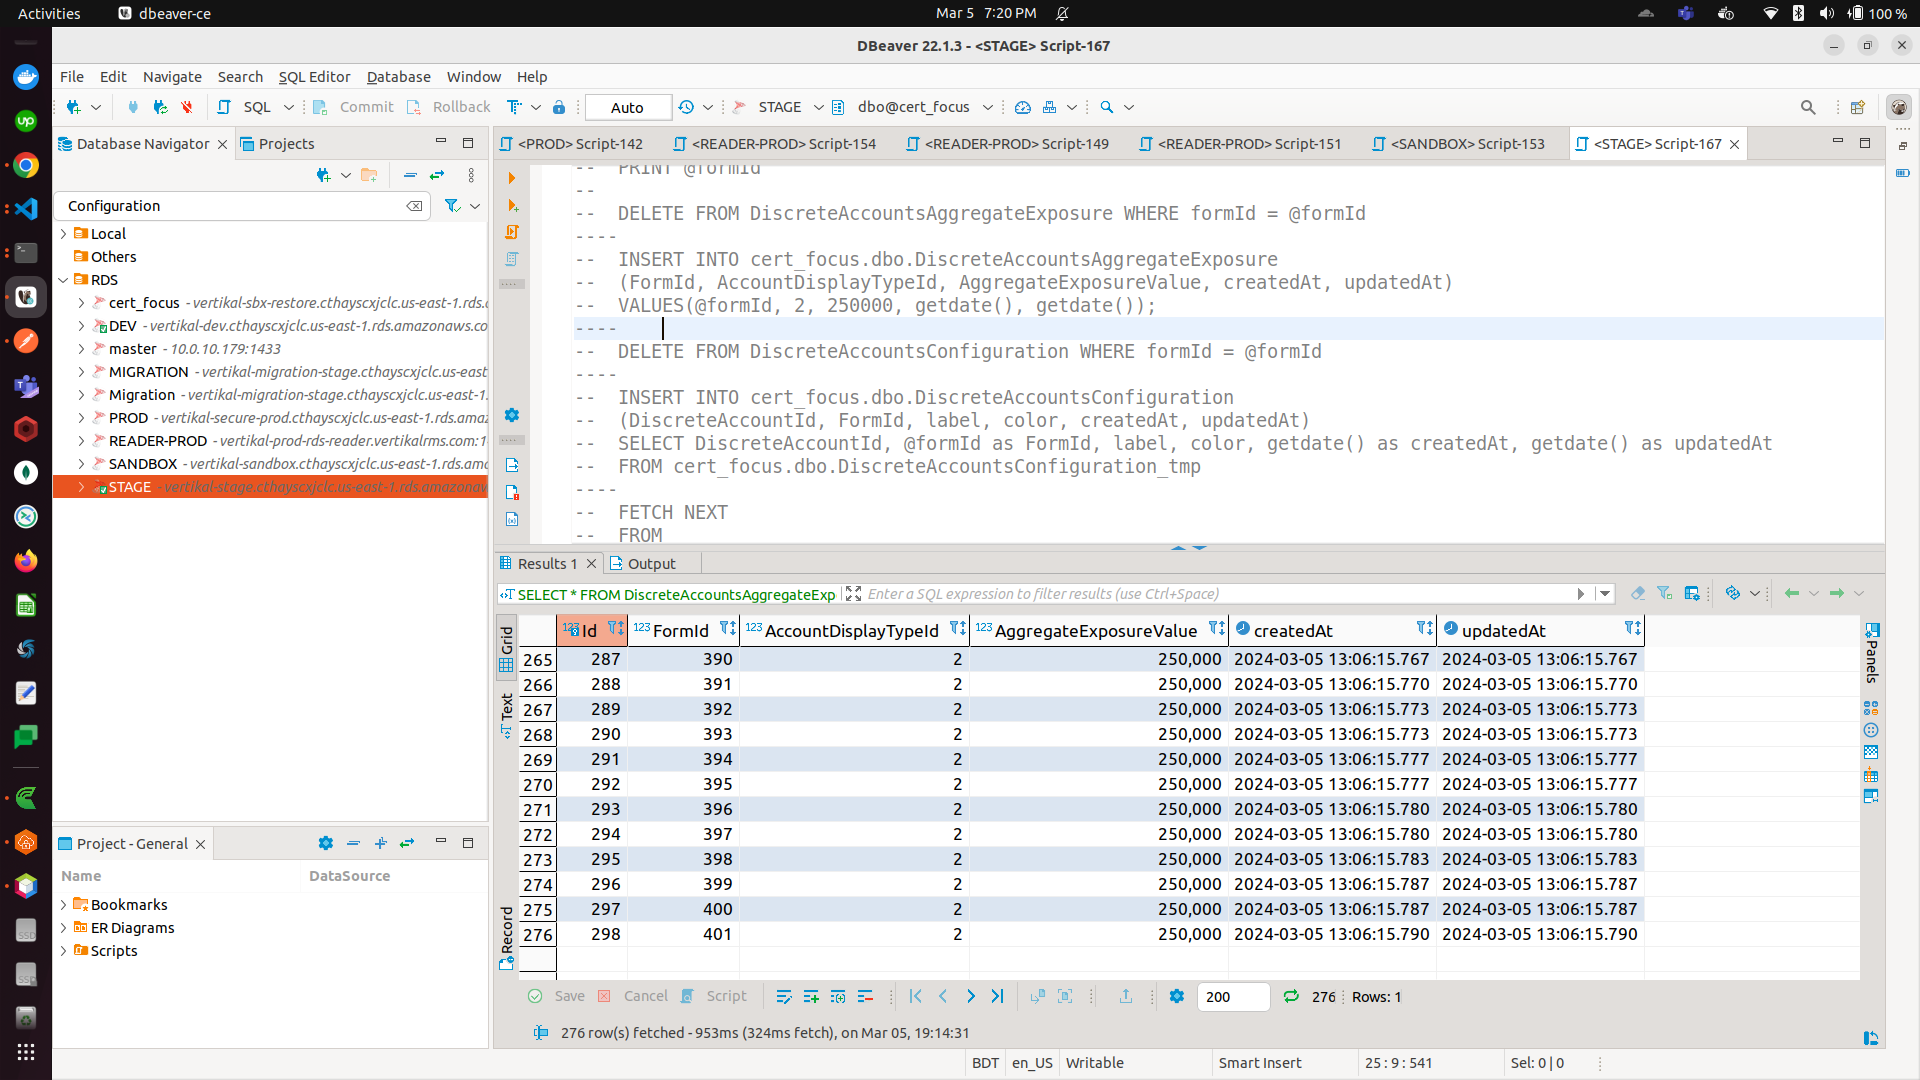 Activities
dbeaver-ce
Mar 5 7:20 PM
100 %
DBeaver 22.1.3 - <STAGE> Script-167
File Edit Navigate Search SQL Editor Database Window Help
SQL
Commit
Rollback
Auto
STAGE
dbo@cert_focus
Database Navigator
Projects
Configuration
Local
Others
RDS
cert_focus - vertikal-sbx-restore.cthayscxjclc.us-east-1.rds.
DEV - vertikal-dev.cthayscxjclc.us-east-1.rds.amazonaws.co
master - 10.0.10.179:1433
MIGRATION - vertikal-migration-stage.cthayscxjclc.us-east
Migration - vertikal-migration-stage.cthayscxjclc.us-east-1.
PROD - vertikal-secure-prod.cthayscxjclc.us-east-1.rds.ama
READER-PROD - vertikal-prod-rds-reader.vertikalrms.com:1
SANDBOX - vertikal-sandbox.cthayscxjclc.us-east-1.rds.am
STAGE - vertikal-stage.cthayscxjclc.us-east-1.rds.amazonaw
Project - General
Name DataSource
Bookmarks
ER Diagrams
Scripts
<PROD> Script-142
<READER-PROD> Script-154
<READER-PROD> Script-149
<READER-PROD> Script-151
<SANDBOX> Script-153
<STAGE> Script-167
-- PRINT @formId
--
-- DELETE FROM DiscreteAccountsAggregateExposure WHERE formId = @formId
----
-- INSERT INTO cert_focus.dbo.DiscreteAccountsAggregateExposure
-- (FormId, AccountDisplayTypeId, AggregateExposureValue, createdAt, updatedAt)
-- VALUES(@formId, 2, 250000, getdate(), getdate());
----
-- DELETE FROM DiscreteAccountsConfiguration WHERE formId = @formId
----
-- INSERT INTO cert_focus.dbo.DiscreteAccountsConfiguration
-- (DiscreteAccountId, FormId, label, color, createdAt, updatedAt)
-- SELECT DiscreteAccountId, @formId as FormId, label, color, getdate() as createdAt, getdate() as updatedAt
-- FROM cert_focus.dbo.DiscreteAccountsConfiguration_tmp
----
-- FETCH NEXT
-- FROM
Results 1
Output
SELECT * FROM DiscreteAccountsAggregateExp
Enter a SQL expression to filter results (use Ctrl+Space)
Grid
Text
Record
Panels
Id FormId AccountDisplayTypeId AggregateExposureValue createdAt updatedAt
265 287 390 2 250,000 2024-03-05 13:06:15.767 2024-03-05 13:06:15.767
266 288 391 2 250,000 2024-03-05 13:06:15.770 2024-03-05 13:06:15.770
267 289 392 2 250,000 2024-03-05 13:06:15.773 2024-03-05 13:06:15.773
268 290 393 2 250,000 2024-03-05 13:06:15.773 2024-03-05 13:06:15.773
269 291 394 2 250,000 2024-03-05 13:06:15.777 2024-03-05 13:06:15.777
270 292 395 2 250,000 2024-03-05 13:06:15.777 2024-03-05 13:06:15.777
271 293 396 2 250,000 2024-03-05 13:06:15.780 2024-03-05 13:06:15.780
272 294 397 2 250,000 2024-03-05 13:06:15.780 2024-03-05 13:06:15.780
273 295 398 2 250,000 2024-03-05 13:06:15.783 2024-03-05 13:06:15.783
274 296 399 2 250,000 2024-03-05 13:06:15.787 2024-03-05 13:06:15.787
275 297 400 2 250,000 2024-03-05 13:06:15.787 2024-03-05 13:06:15.787
276 298 401 2 250,000 2024-03-05 13:06:15.790 2024-03-05 13:06:15.790
Save Cancel Script 200 276 Rows: 1
276 row(s) fetched - 953ms (324ms fetch), on Mar 05, 19:14:31
BDT en_US Writable Smart Insert 25 : 9 : 541 Sel: 0 | 0